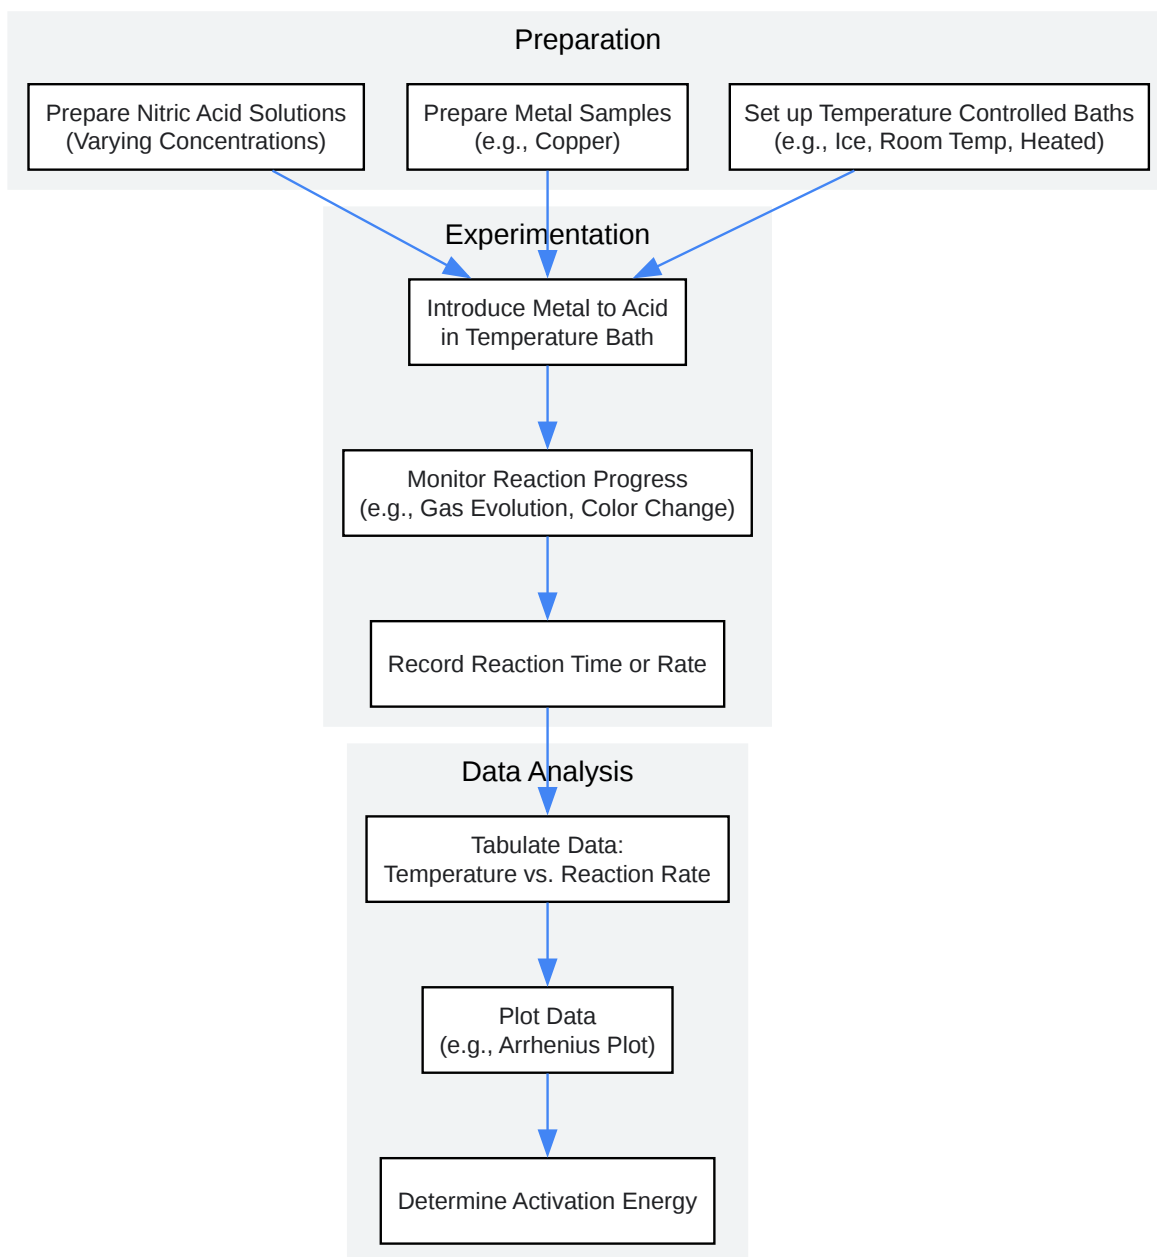 Preparation
Prepare Nitric Acid Solutions
(Varying Concentrations)
Prepare Metal Samples
(e.g., Copper)
Set up Temperature Controlled Baths
(e.g., Ice, Room Temp, Heated)
Experimentation
Introduce Metal to Acid
in Temperature Bath
Monitor Reaction Progress
(e.g., Gas Evolution, Color Change)
Record Reaction Time or Rate
Data Analysis
Tabulate Data:
Temperature vs. Reaction Rate
Plot Data
(e.g., Arrhenius Plot)
Determine Activation Energy